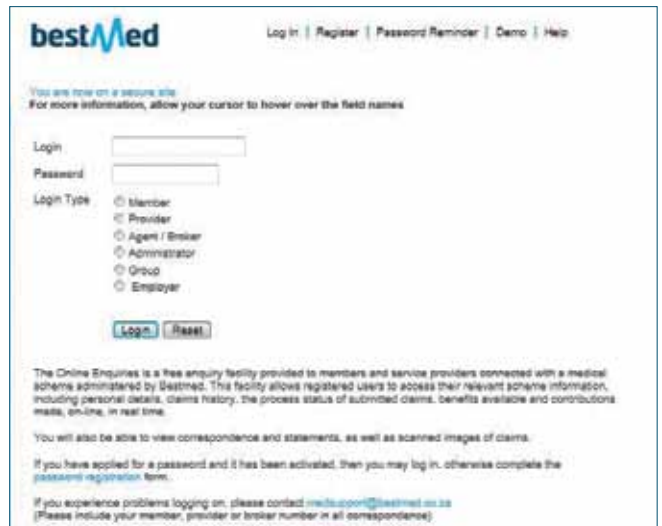 bestMed
Log In | Register | Password Reminder | Demo | Help
You are now on a secure site
For more information, allow your cursor to hover over the field names
Login
Password
Login Type
Member
Provider
Agent / Broker
Administrator
Group
Employer
Login Reset
The Online Enquiries is a free enquiry facility provided to members and service providers connected with a medical
scheme administered by Bestmed. This facility allows registered users to access their relevant scheme information,
including personal details, claims history, the process status of submitted claims, benefits available and contributions
made, on-line, in real time.
You will also be able to view correspondence and statements, as well as scanned images of claims.
If you have applied for a password and it has been activated, then you may log in, otherwise complete the
password registration form.
If you experience problems logging on, please contact medsupport@bestmed.co.za
(Please include your member, provider or broker number in all correspondence)